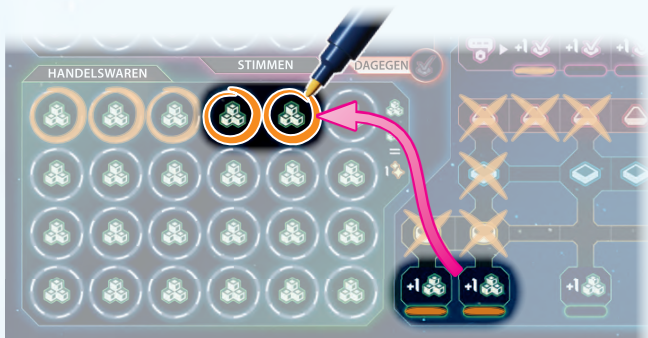 +1 +1 +1
HANDELSWAREN STIMMEN DAGEGEN
=
1
+1 +1 +1